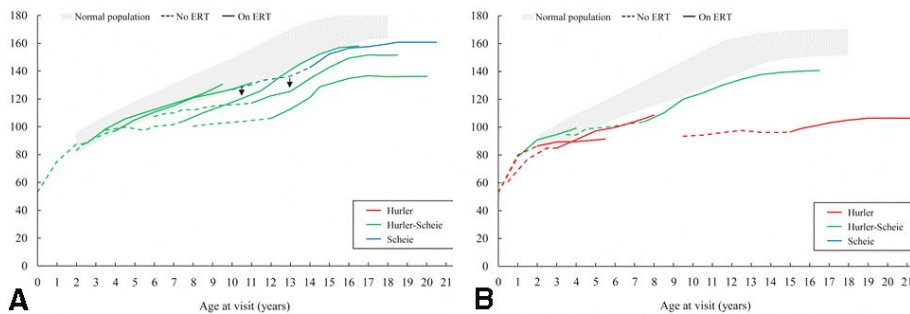 Normal population No ERT On ERT
180
160
140
120
100
80
60
40
20
0
0 1 2 3 4 5 6 7 8 9 10 11 12 13 14 15 16 17 18 19 20 21
Age at visit (years)
Hurler
Hurler-Scheie
Scheie
A
Normal population No ERT On ERT
180
160
140
120
100
80
60
40
20
0
0 1 2 3 4 5 6 7 8 9 10 11 12 13 14 15 16 17 18 19 20 21
Age at visit (years)
Hurler
Hurler-Scheie
Scheie
B